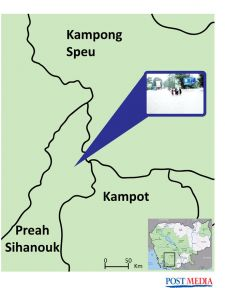 Kampong
Speu
Kampot
Preah
Sihanouk
0 50
Km
POST MEDIA